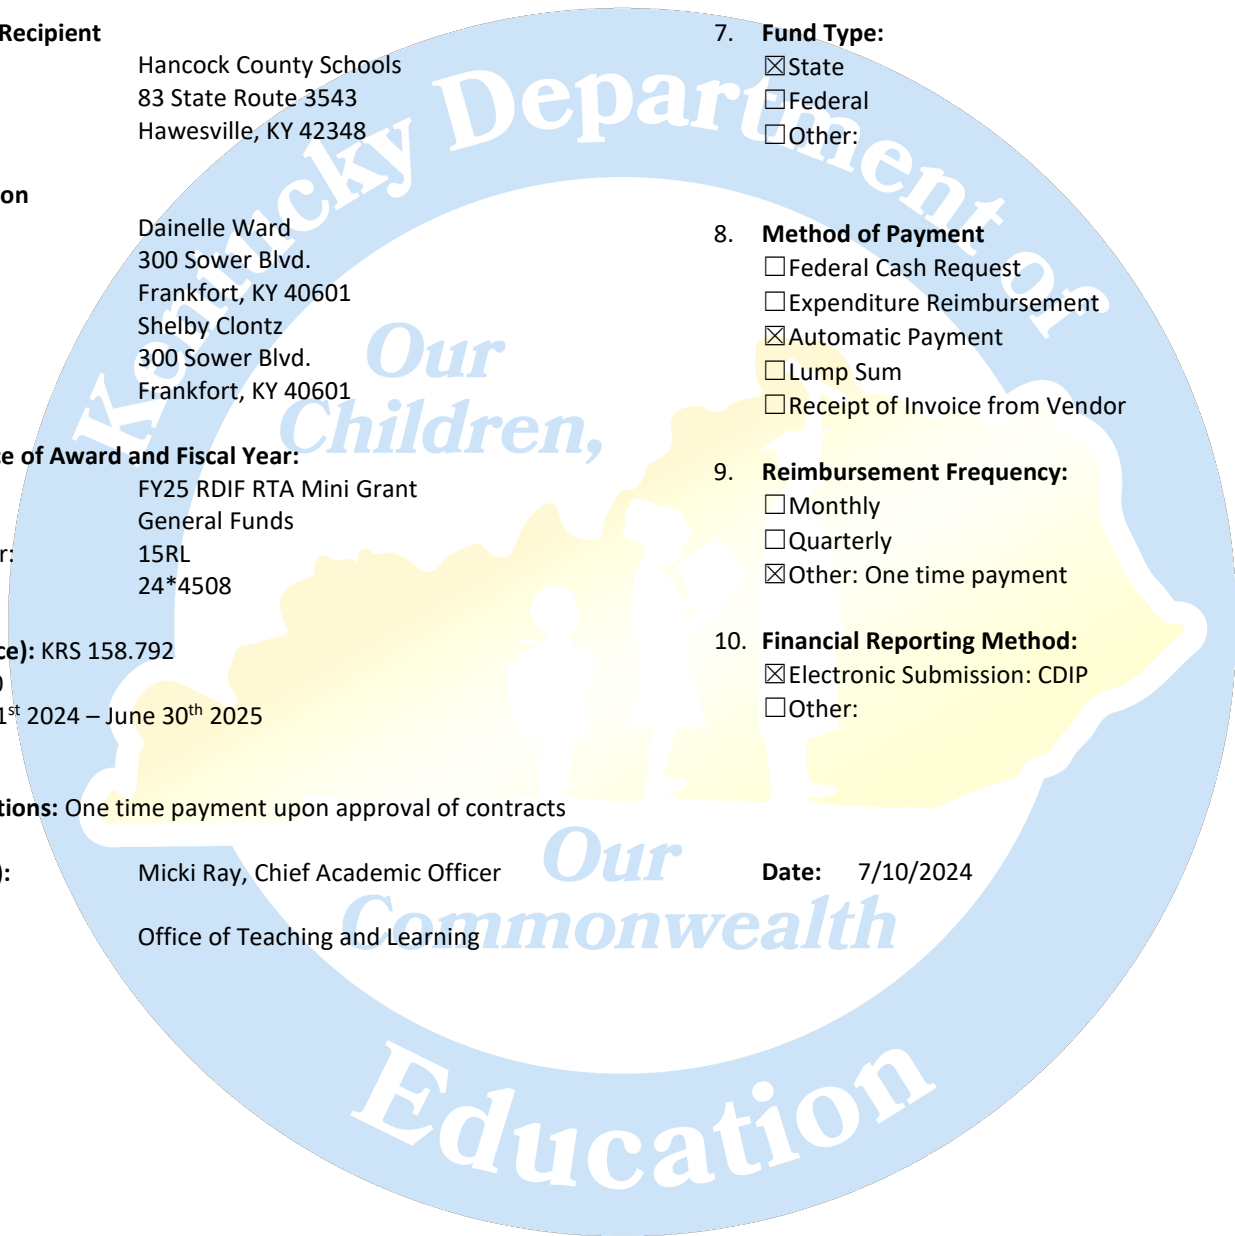 Recipient
Hancock County Schools
83 State Route 3543
Hawesville, KY 42348
on
Dainelle Ward
300 Sower Blvd.
Frankfort, KY 40601
Shelby Clontz
300 Sower Blvd.
Frankfort, KY 40601
ce of Award and Fiscal Year:
FY25 RDIF RTA Mini Grant
General Funds
r: 15RL
24*4508
ce): KRS 158.792
)
1st 2024 – June 30th 2025
tions: One time payment upon approval of contracts
): Micki Ray, Chief Academic Officer
Office of Teaching and Learning
7. Fund Type:
☒State
☐Federal
☐Other:
8. Method of Payment
☐Federal Cash Request
☐Expenditure Reimbursement
☒Automatic Payment
☐Lump Sum
☐Receipt of Invoice from Vendor
9. Reimbursement Frequency:
☐Monthly
☐Quarterly
☒Other: One time payment
10. Financial Reporting Method:
☒Electronic Submission: CDIP
☐Other:
Date: 7/10/2024
Kentucky Department of
Education
Our
Children,
Our
Commonwealth